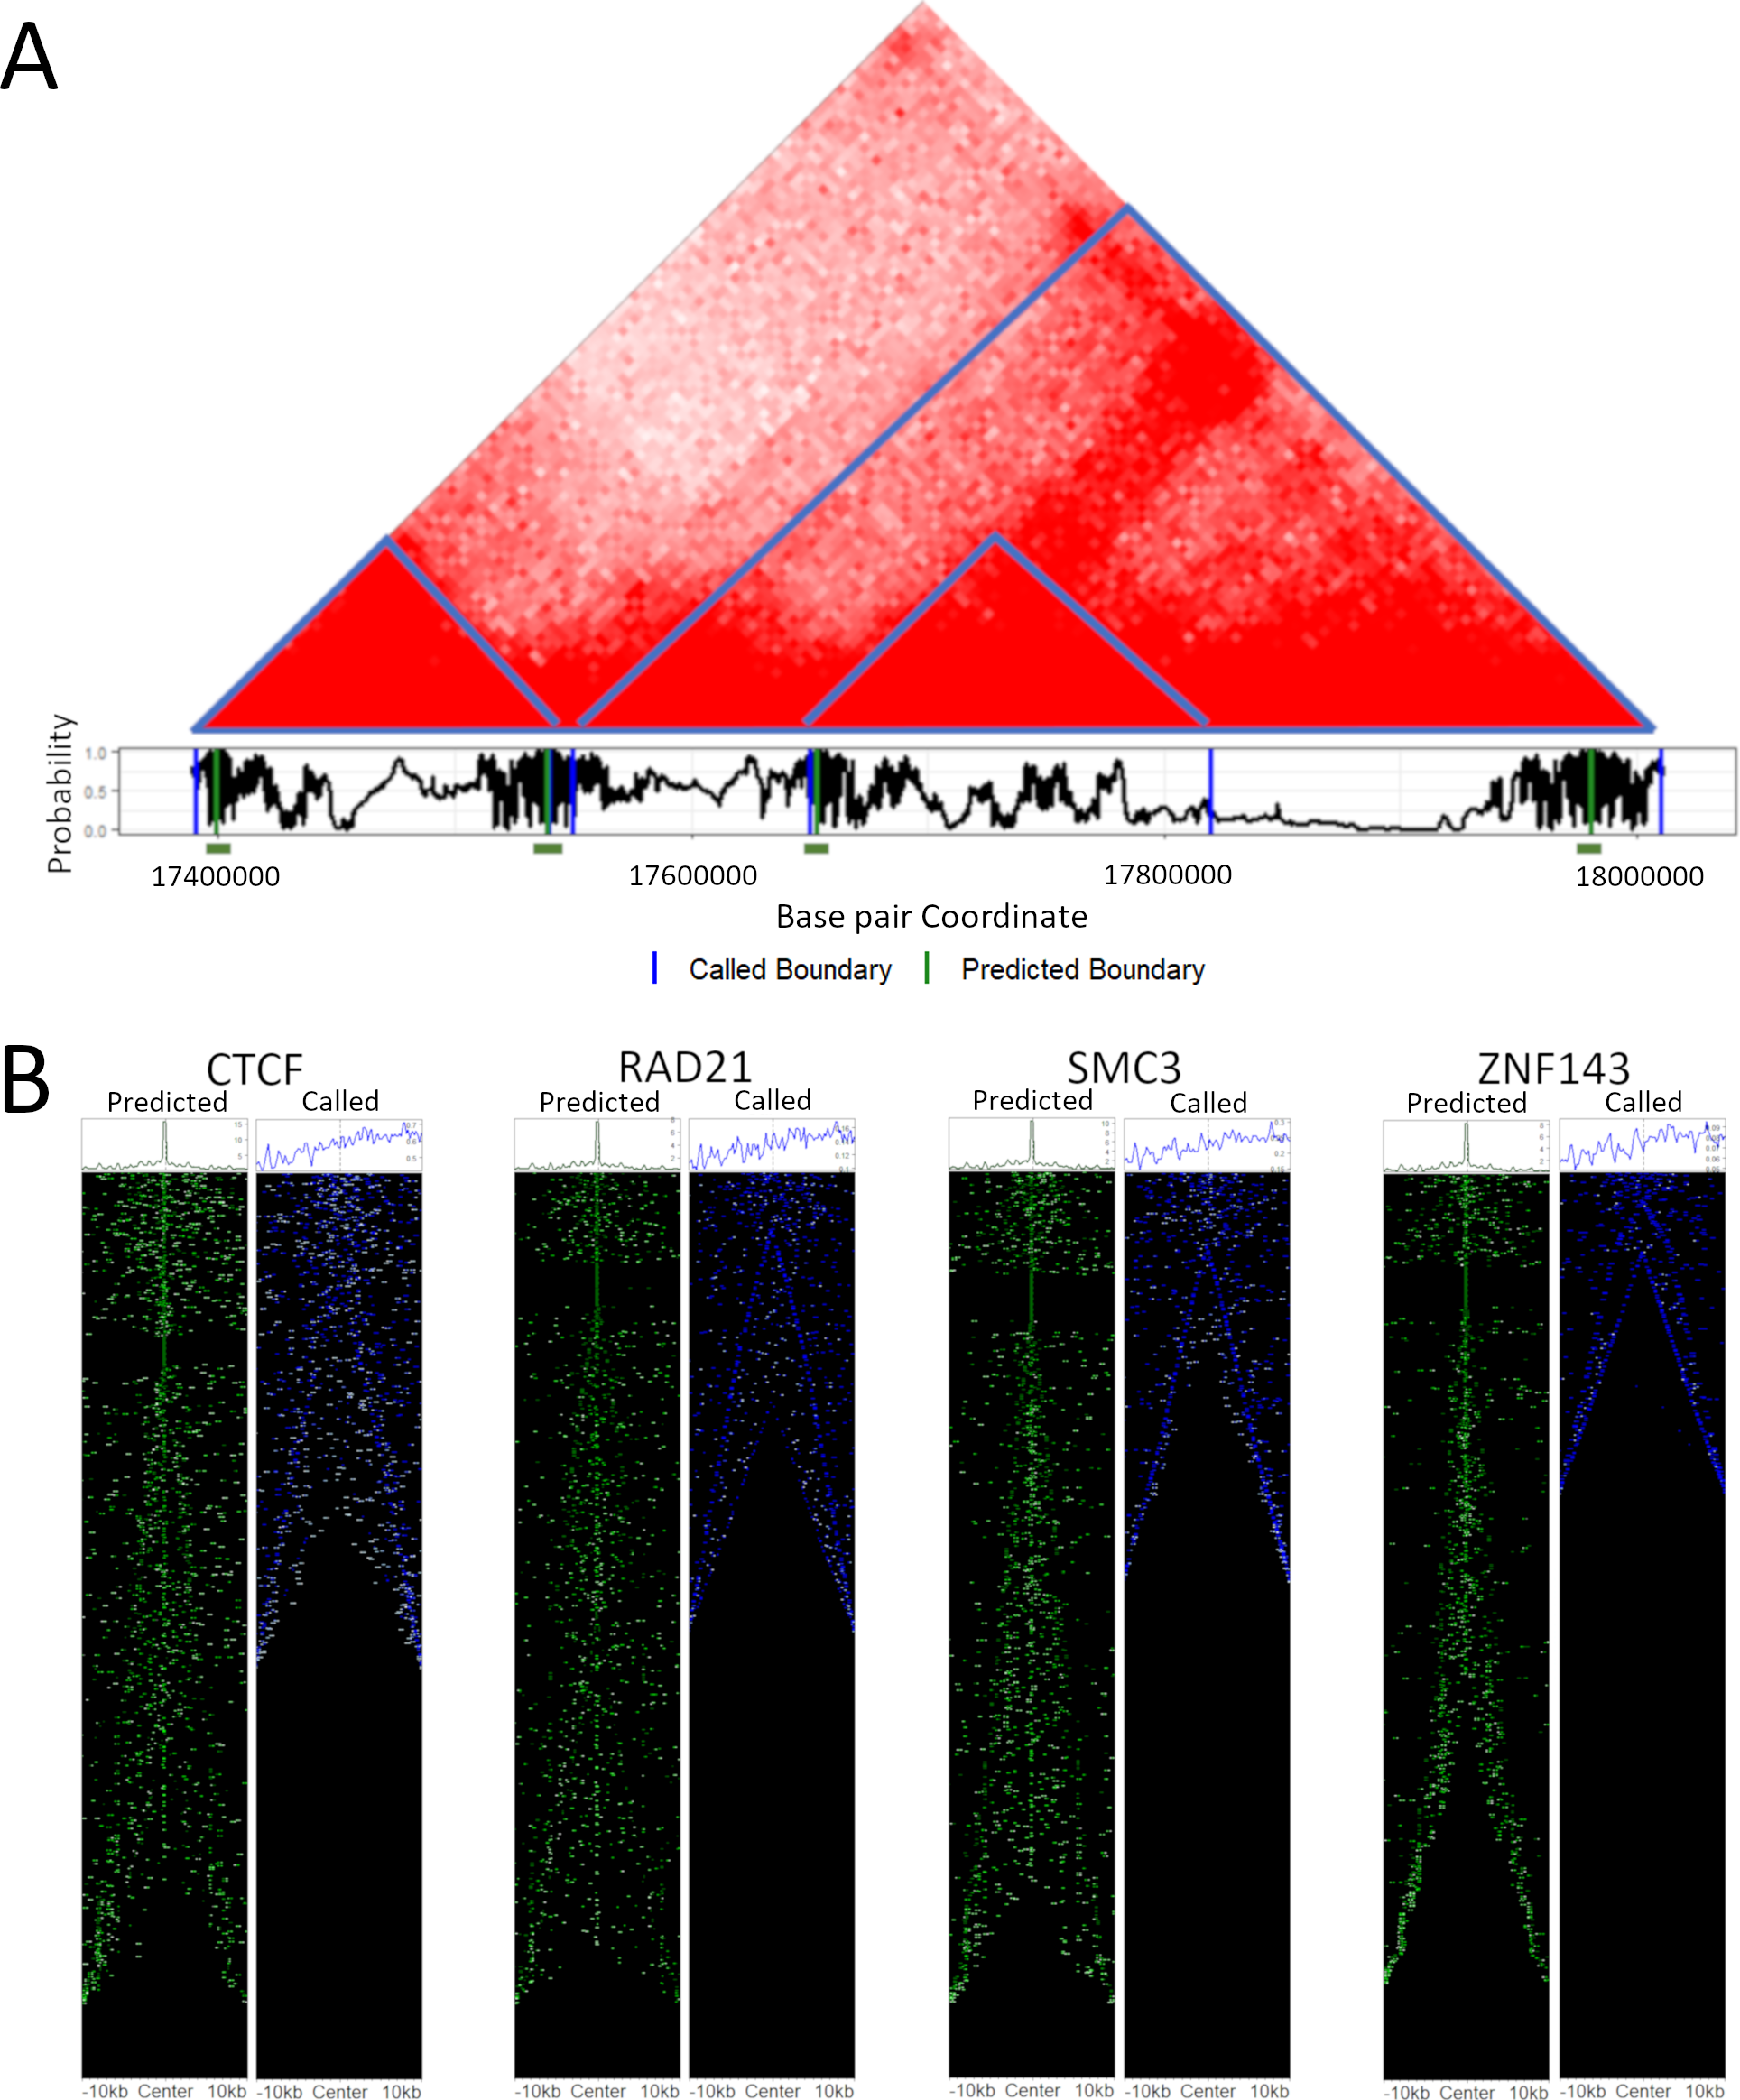 A
Probability
1.0
0.5
0.0
17400000 17600000 17800000 18000000
Base pair Coordinate
Called Boundary Predicted Boundary
B
CTCF RAD21 SMC3 ZNF143
Predicted Called Predicted Called Predicted Called Predicted Called
-10kb Center 10kb -10kb Center 10kb -10kb Center 10kb -10kb Center 10kb -10kb Center 10kb -10kb Center 10kb -10kb Center 10kb -10kb Center 10kb